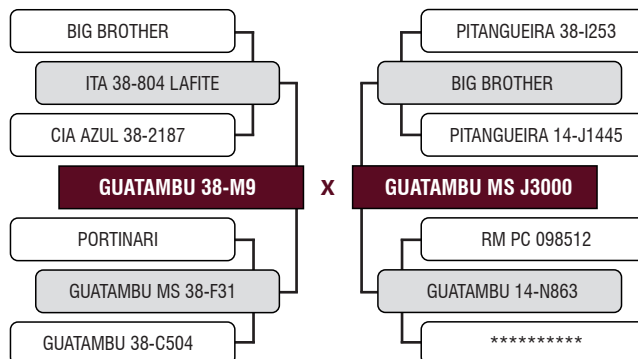 BIG BROTHER
ITA 38-804 LAFITE
CIA AZUL 38-2187
GUATAMBU 38-M9
PORTINARI
GUATAMBU MS 38-F31
GUATAMBU 38-C504
X
PITANGUEIRA 38-I253
BIG BROTHER
PITANGUEIRA 14-J1445
GUATAMBU MS J3000
RM PC 098512
GUATAMBU 14-N863
**********